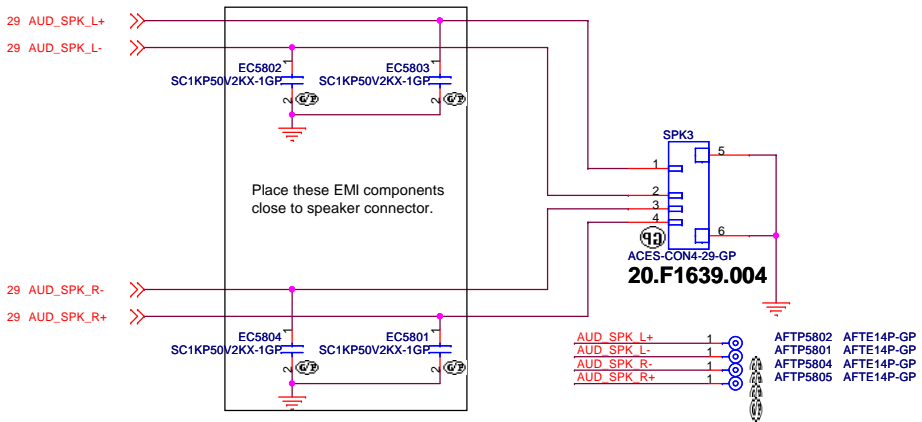 29 AUD_SPK_L+
29 AUD_SPK_L-
EC5802
SC1KP50V2KX-1GP
1
2
G/P
EC5803
SC1KP50V2KX-1GP
1
2
G/P
Place these EMI components
close to speaker connector.
SPK3
1
2
3
4
5
6
GP
ACES-CON4-29-GP
20.F1639.004
29 AUD_SPK_R-
29 AUD_SPK_R+
EC5804
SC1KP50V2KX-1GP
1
2
G/P
EC5801
SC1KP50V2KX-1GP
1
2
G/P
AUD_SPK_L+ 1 AFTP5802 AFTE14P-GP
AUD_SPK_L- 1 AFTP5801 AFTE14P-GP
AUD_SPK_R- 1 AFTP5804 AFTE14P-GP
AUD_SPK_R+ 1 AFTP5805 AFTE14P-GP